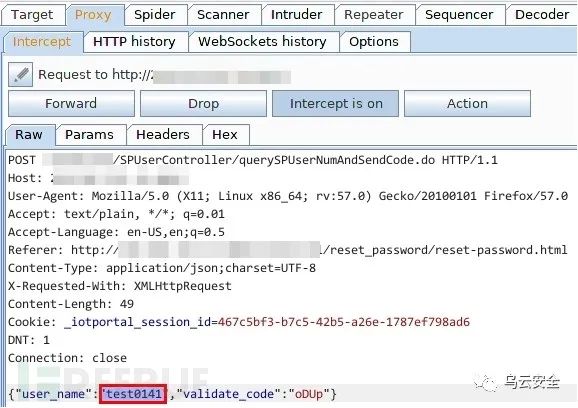 Target Proxy Spider Scanner Intruder Repeater Sequencer Decoder
Intercept HTTP history WebSockets history Options
Request to http://2
Forward Drop Intercept is on Action
Raw Params Headers Hex
POST /SPUserController/querySPUserNumAndSendCode.do HTTP/1.1
Host: 2
User-Agent: Mozilla/5.0 (X11; Linux x86_64; rv:57.0) Gecko/20100101 Firefox/57.0
Accept: text/plain, */*; q=0.01
Accept-Language: en-US,en;q=0.5
Referer: http:/ /reset_password/reset-password.html
Content-Type: application/json;charset=UTF-8
X-Requested-With: XMLHttpRequest
Content-Length: 49
Cookie: _iotportal_session_id=467c5bf3-b7c5-42b5-a26e-1787ef798ad6
DNT: 1
Connection: close
{"user_name":"test0141","validate_code":"oDUp"}
REEBUF
乌云安全